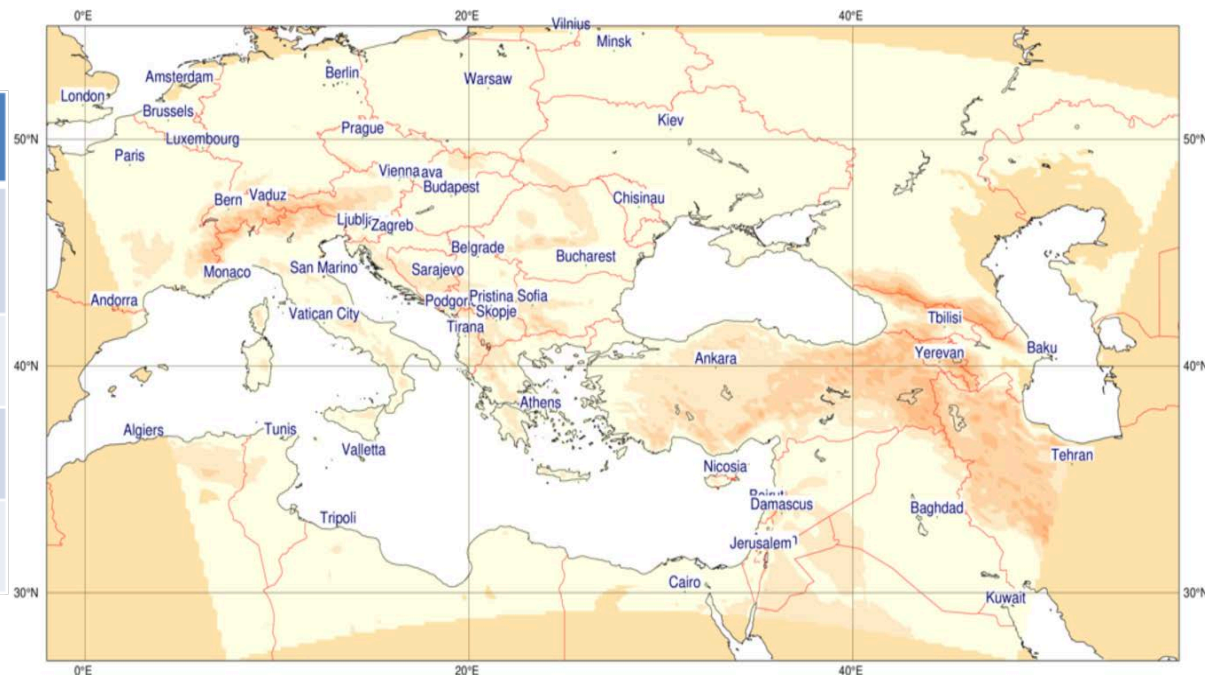 0°E 20°E 40°E
Vilnius
Minsk
Berlin
Amsterdam
Warsaw
London
Brussels
Kiev
Prague
50°N 50°N
Luxembourg
Paris
Vienna
Budapest
Vaduz
Bern
Chisinau
Zagreb
Belgrade
Bucharest
Monaco
San Marino
Sarajevo
Andorra
Pristina
Sofia
Vatican City
Skopje
Tbilisi
Tirana
Ankara
Yerevan
Baku
40°N 40°N
Athens
Algiers
Tunis
Valletta
Tehran
Nicosia
Damascus
Baghdad
Tripoli
Jerusalem
Cairo
30°N 30°N
Kuwait
0°E 20°E 40°E